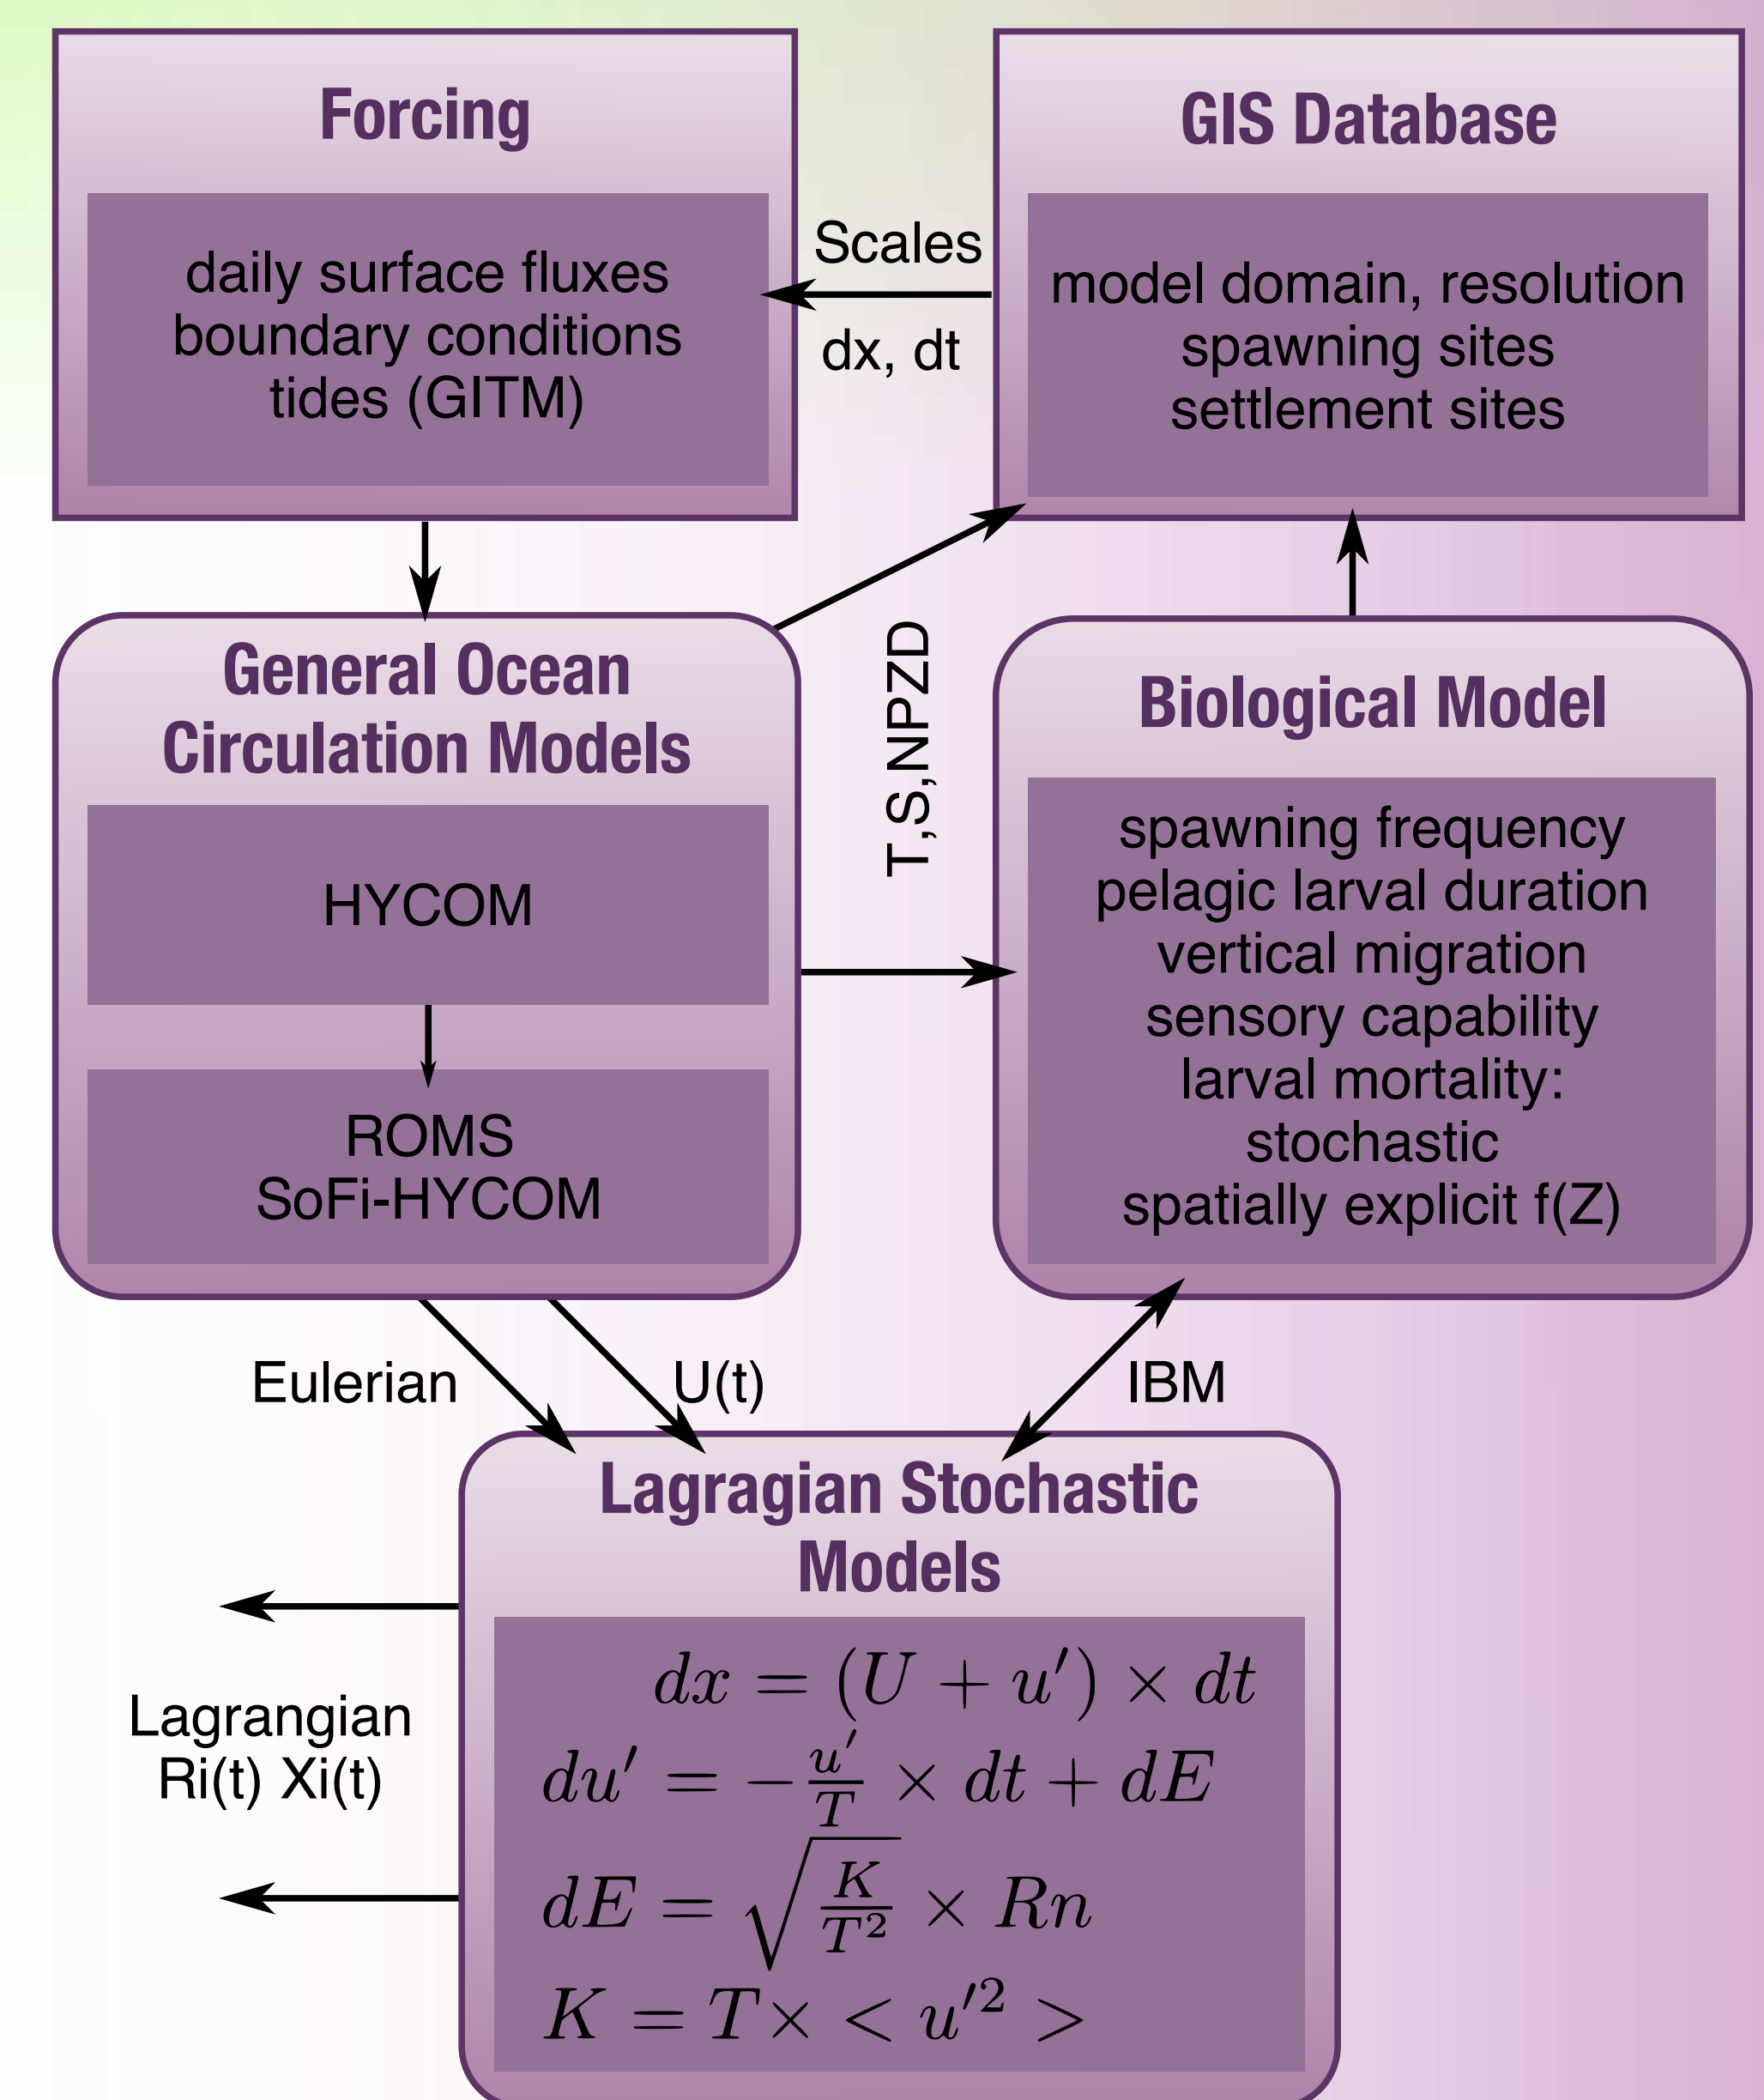 Forcing
daily surface fluxes
boundary conditions
tides (GITM)
Scales
dx, dt
GIS Database
model domain, resolution
spawning sites
settlement sites
General Ocean
Circulation Models
HYCOM
ROMS
SoFi-HYCOM
T,S,NPZD
Biological Model
spawning frequency
pelagic larval duration
vertical migration
sensory capability
larval mortality:
stochastic
spatially explicit f(Z)
Eulerian
U(t)
IBM
Lagragian Stochastic
Models
dx = (U + u′) × dt
du′ = −u′/T × dt + dE
dE = √(K/T²) × Rn
K = T× < u′² >
Lagrangian
Ri(t) Xi(t)